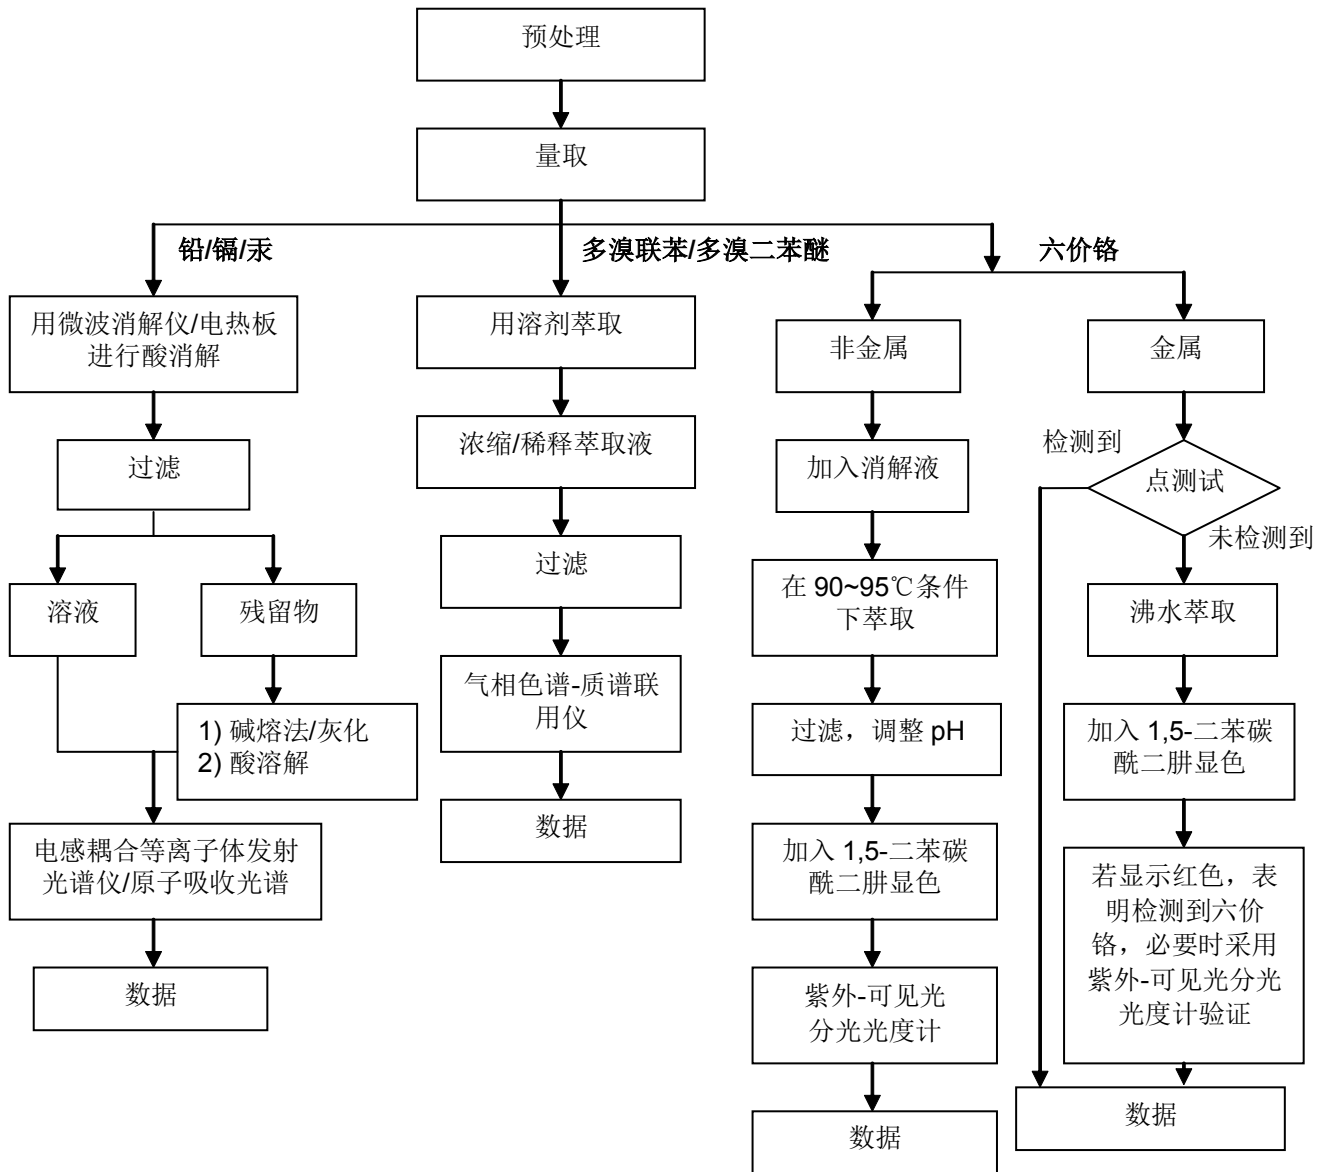 预处理
量取
铅/镉/汞
多溴联苯/多溴二苯醚
六价铬
用微波消解仪/电热板
进行酸消解
过滤
溶液
残留物
1) 碱熔法/灰化
2) 酸溶解
电感耦合等离子体发射
光谱仪/原子吸收光谱
数据
用溶剂萃取
浓缩/稀释萃取液
过滤
气相色谱-质谱联
用仪
数据
非金属
加入消解液
在 90~95℃条件
下萃取
过滤，调整 pH
加入 1,5-二苯碳
酰二肼显色
紫外-可见光
分光光度计
数据
金属
检测到
点测试
未检测到
沸水萃取
加入 1,5-二苯碳
酰二肼显色
若显示红色，表
明检测到六价
铬，必要时采用
紫外-可见光分光
光度计验证
数据